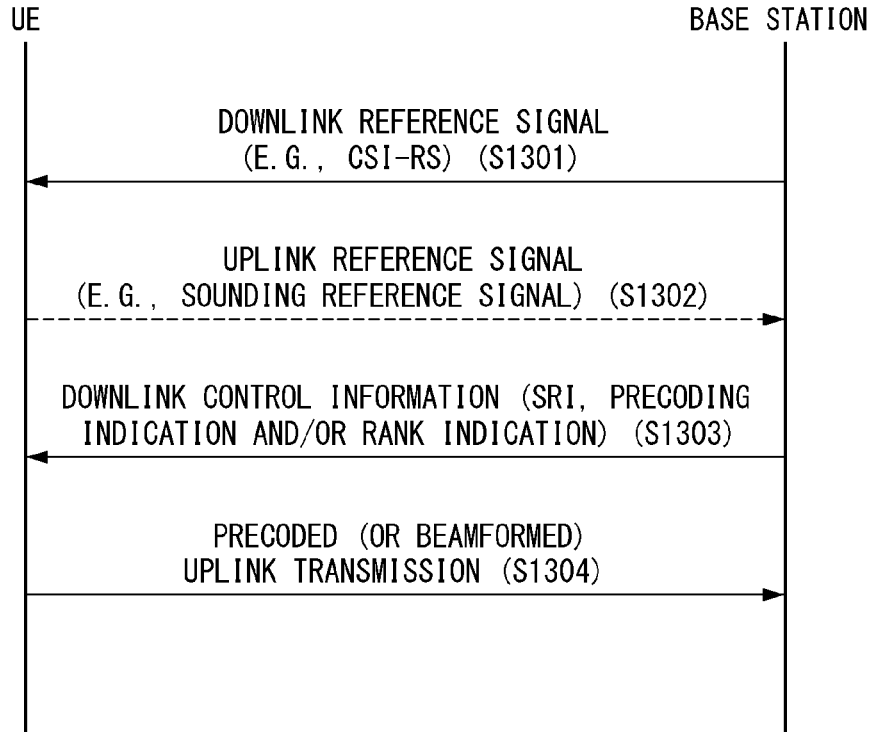 UE
BASE STATION
DOWNLINK REFERENCE SIGNAL
(E.G., CSI-RS) (S1301)
UPLINK REFERENCE SIGNAL
(E.G., SOUNDING REFERENCE SIGNAL) (S1302)
DOWNLINK CONTROL INFORMATION (SRI, PRECODING
INDICATION AND/OR RANK INDICATION) (S1303)
PRECODED (OR BEAMFORMED)
UPLINK TRANSMISSION (S1304)